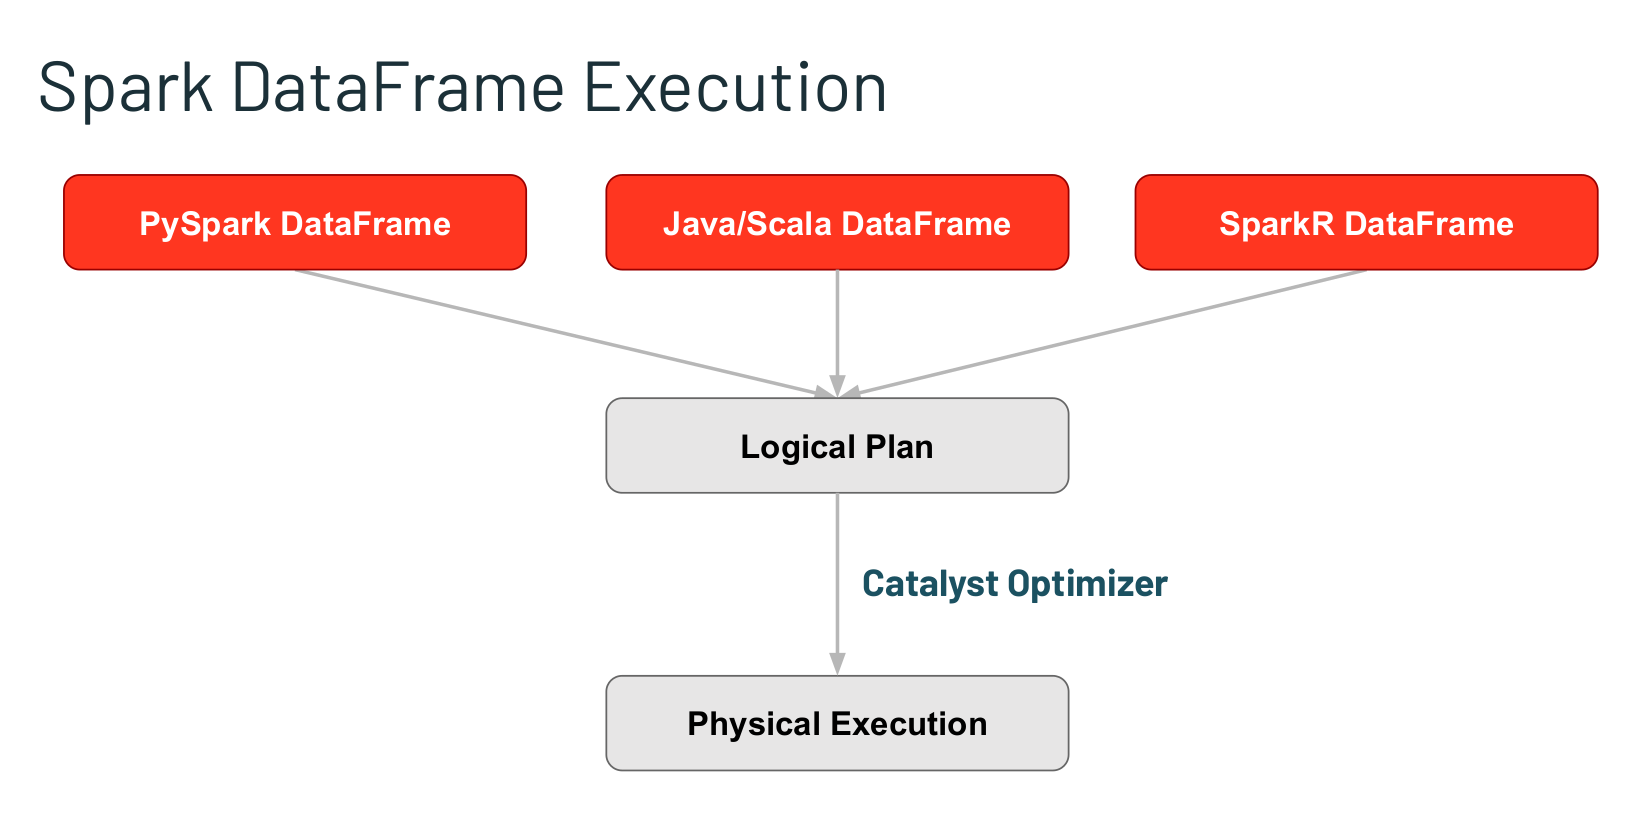 Spark DataFrame Execution
PySpark DataFrame
Java/Scala DataFrame
SparkR DataFrame
Logical Plan
Catalyst Optimizer
Physical Execution